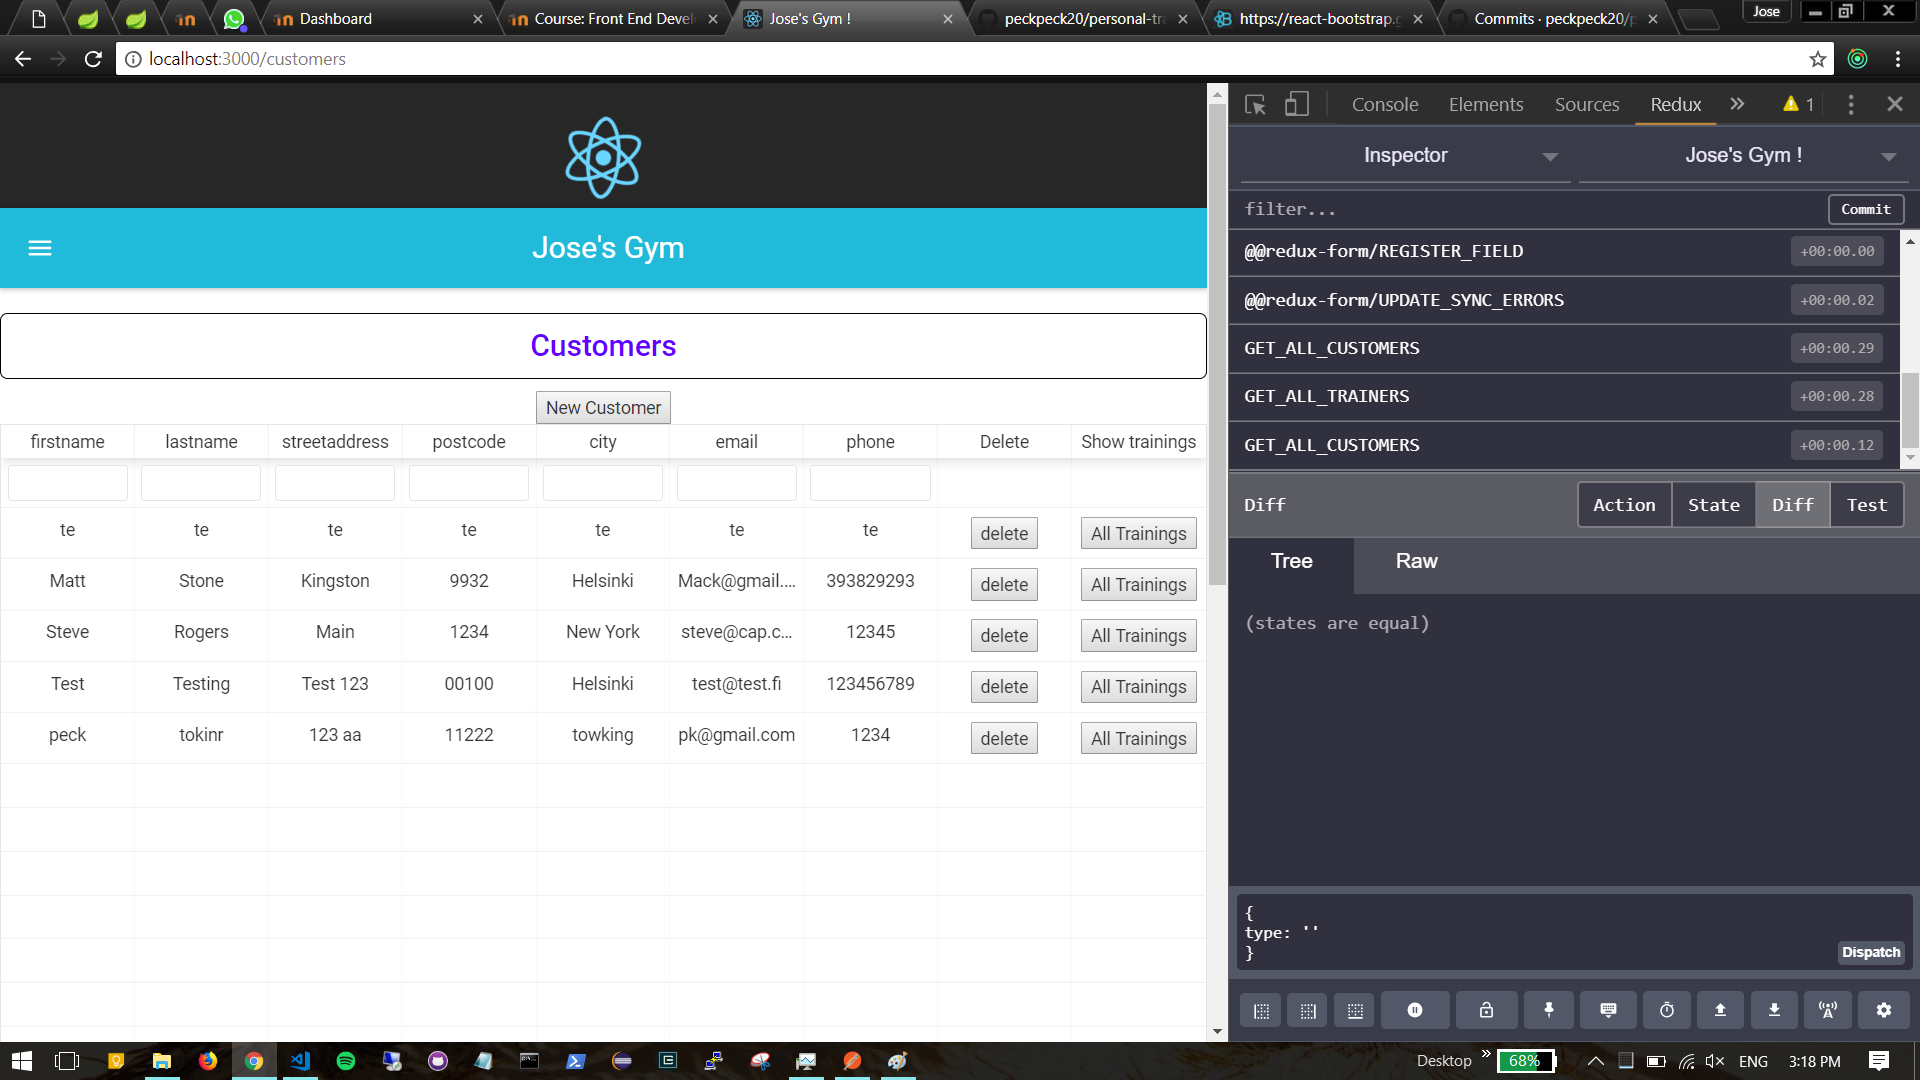 Dashboard
Course: Front End Devel
Jose's Gym !
peckpeck20/personal-tra
https://react-bootstrap.g
Commits · peckpeck20/p
Jose
localhost:3000/customers
Console Elements Sources Redux » 1
Inspector Jose's Gym !
filter... Commit
@@redux-form/REGISTER_FIELD +00:00.00
@@redux-form/UPDATE_SYNC_ERRORS +00:00.02
GET_ALL_CUSTOMERS +00:00.29
GET_ALL_TRAINERS +00:00.28
GET_ALL_CUSTOMERS +00:00.12
Diff Action State Diff Test
Tree Raw
(states are equal)
{
type: ''
}
Dispatch
Jose's Gym
Customers
New Customer
firstname lastname streetaddress postcode city email phone Delete Show trainings
te te te te te te te delete All Trainings
Matt Stone Kingston 9932 Helsinki Mack@gmail.... 393829293 delete All Trainings
Steve Rogers Main 1234 New York steve@cap.c... 12345 delete All Trainings
Test Testing Test 123 00100 Helsinki test@test.fi 123456789 delete All Trainings
peck tokinr 123 aa 11222 towking pk@gmail.com 1234 delete All Trainings
Desktop » 68% ENG 3:18 PM